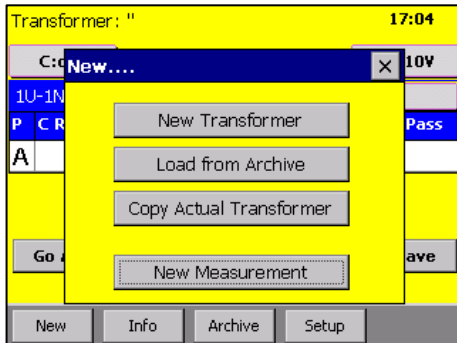 Transformer: " 17:04
10V
New.... ×
1U-1N
P C R Pass
A
New Transformer
Load from Archive
Copy Actual Transformer
New Measurement
Go
New Info Archive Setup